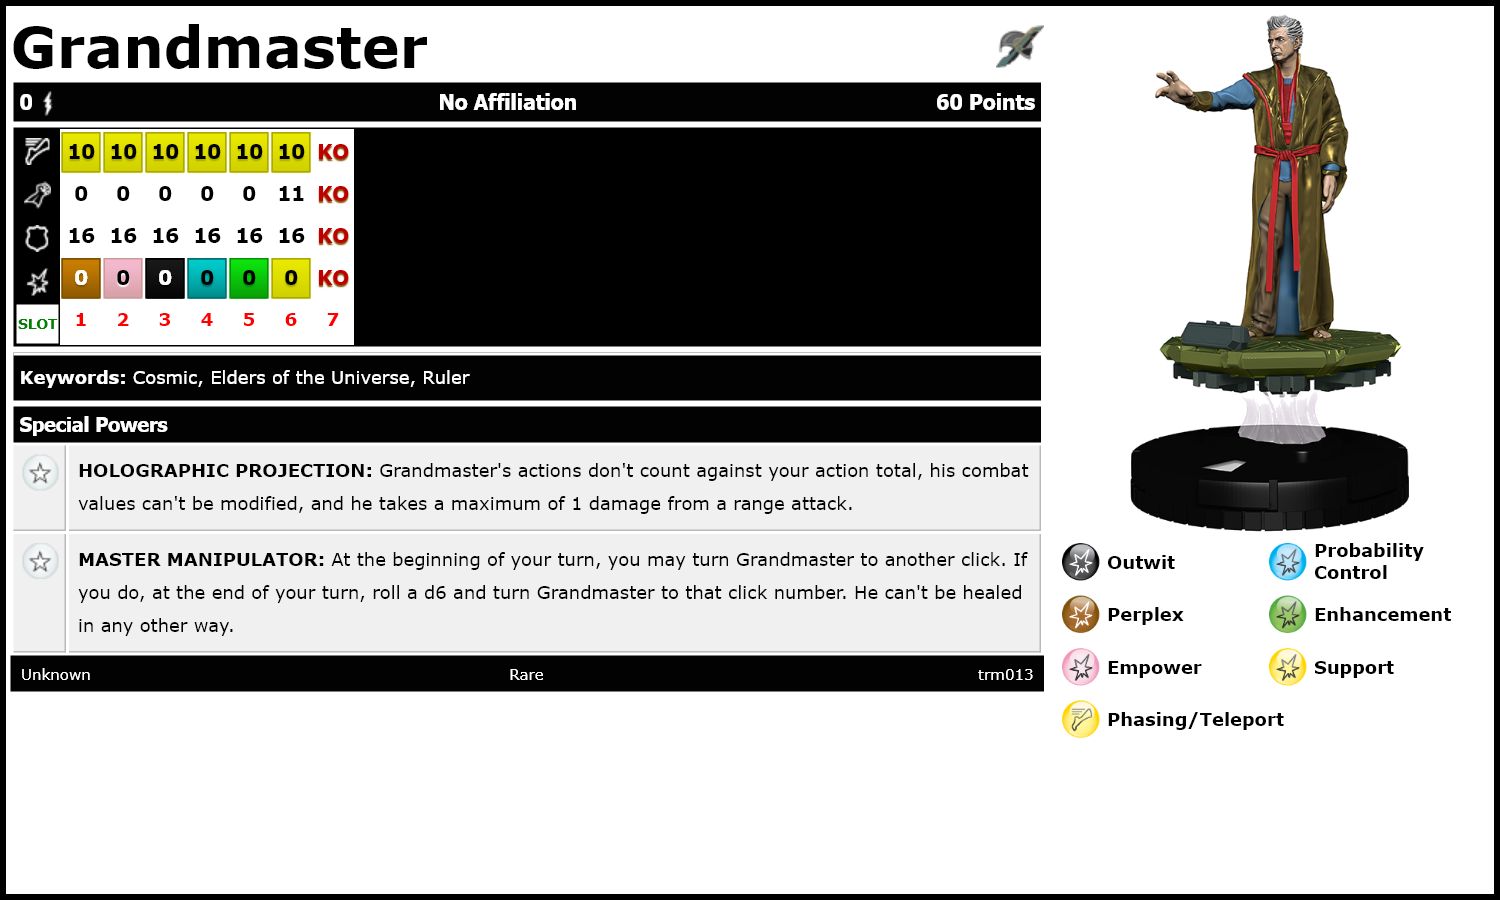 Grandmaster
0 No Affiliation 60 Points
10 10 10 10 10 10 KO
0 0 0 0 0 11 KO
16 16 16 16 16 16 KO
0 0 0 0 0 0 KO
SLOT 1 2 3 4 5 6 7
Keywords: Cosmic, Elders of the Universe, Ruler
Special Powers
HOLOGRAPHIC PROJECTION: Grandmaster's actions don't count against your action total, his combat
values can't be modified, and he takes a maximum of 1 damage from a range attack.
MASTER MANIPULATOR: At the beginning of your turn, you may turn Grandmaster to another click. If
you do, at the end of your turn, roll a d6 and turn Grandmaster to that click number. He can't be healed
in any other way.
Unknown Rare trm013
Outwit
Probability
Control
Perplex
Enhancement
Empower
Support
Phasing/Teleport